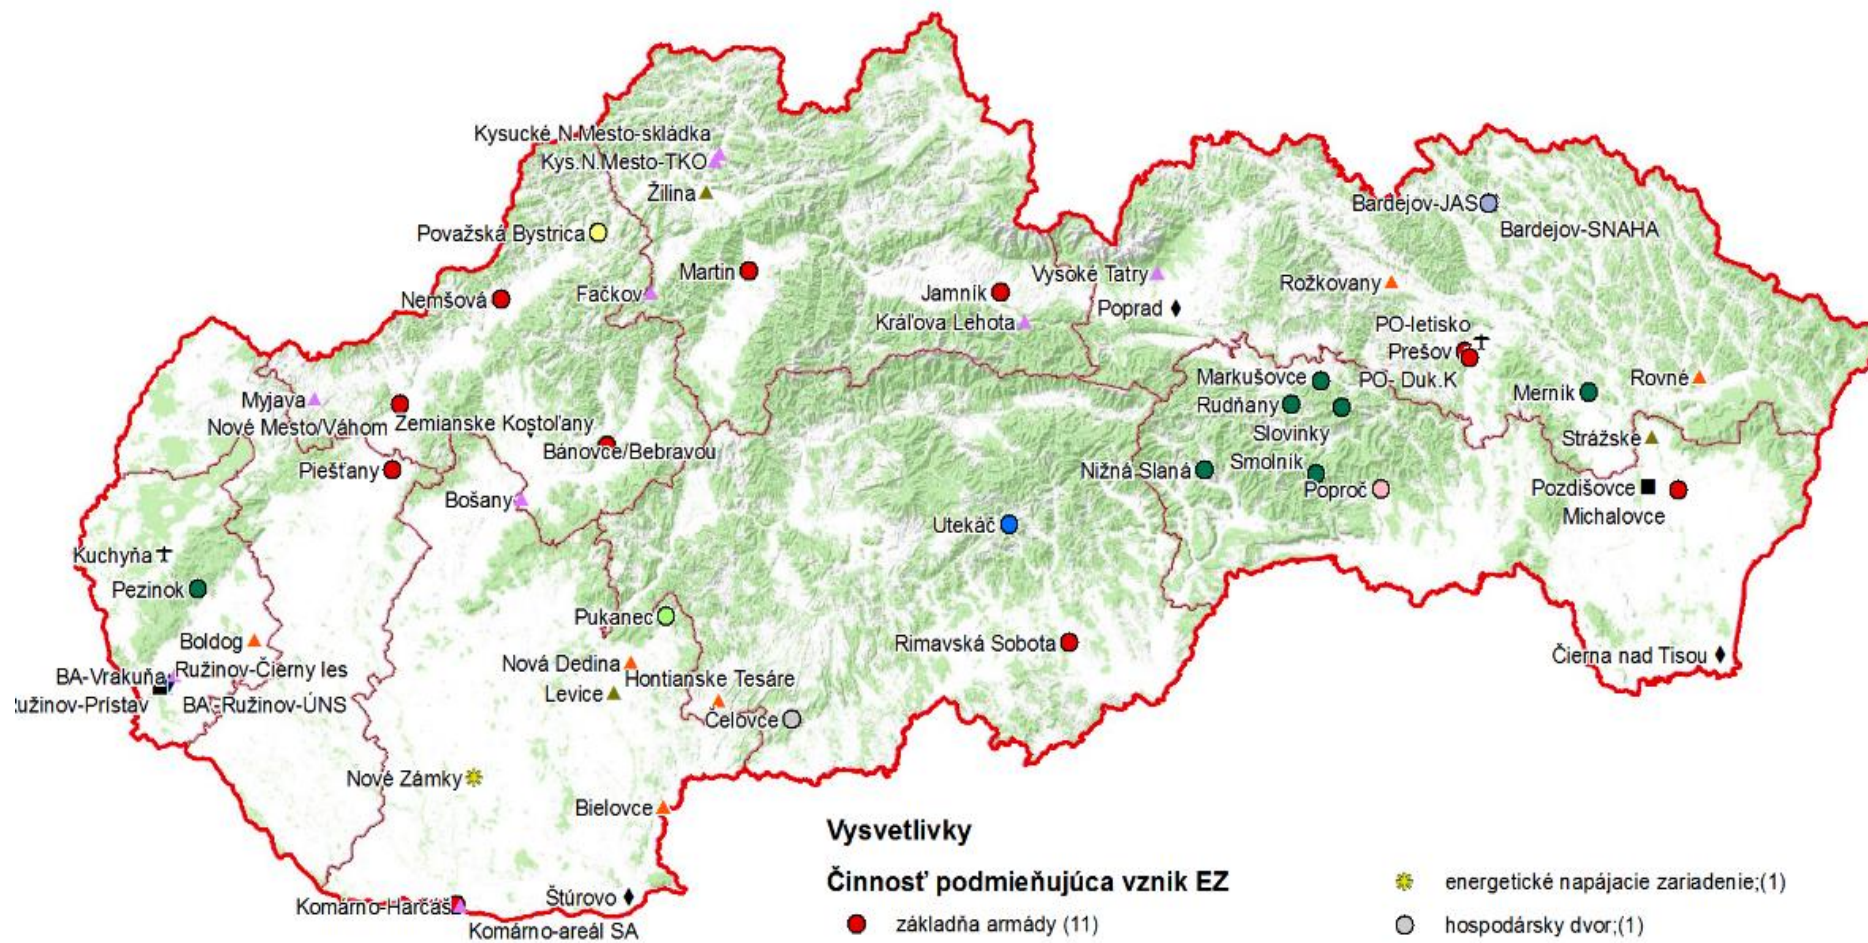 Kysucké N.Mesto-skládka
Kys.N.Mesto-TKO
Žilina
Považská Bystrica
Martin
Nemšová
Fačkov
Jamník
Kráľova Lehota
Vysoké Tatry
Poprad
Bardejov-JAS
Bardejov-SNAHA
Rožkovany
PO-letisko
Prešov
PO- Duk.K
Markušovce
Rudňany
Slovinky
Merník
Rovné
Myjava
Nové Mesto/Váhom
Zemianske Kostoľany
Bánovce/Bebravou
Piešťany
Bošany
Nižná Slaná
Smolník
Poproč
Strážske
Pozdišovce
Michalovce
Utekáč
Kuchyňa
Pezinok
Pukanec
Boldog
Nová Dedina
Rimavská Sobota
Čierna nad Tisou
BA-Vrakuňa
Ružinov-Čierny les
užinov-Prístav
BA-Ružinov-ÚNS
Hontianske Tesáre
Levice
Čelovce
Nové Zámky
Bielovce
Štúrovo
Komárno-Harčáš
Komárno-areál SA
Vysvetlivky
Činnosť podmieňujúca vznik EZ
základňa armády (11)
energetické napájacie zariadenie;(1)
hospodársky dvor;(1)